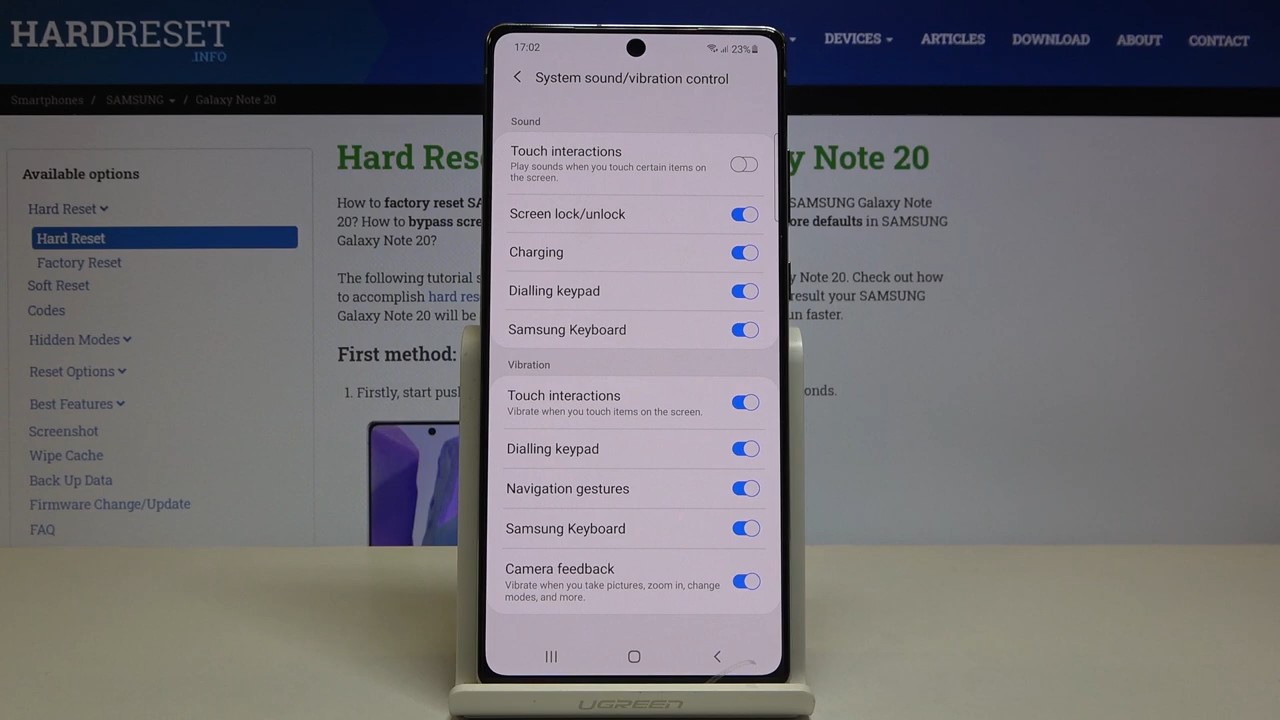 HARDRESET
.INFO
DEVICES
ARTICLES
DOWNLOAD
ABOUT
CONTACT
Smartphones / SAMSUNG / Galaxy Note 20
Available options
Hard Reset
Hard Reset
Factory Reset
Soft Reset
Codes
Hidden Modes
Reset Options
Best Features
Screenshot
Wipe Cache
Back Up Data
Firmware Change/Update
FAQ
Hard Res
y Note 20
How to factory reset SA
SAMSUNG Galaxy Note
20? How to bypass scre
ore defaults in SAMSUNG
Galaxy Note 20?
The following tutorial s
y Note 20. Check out how
to accomplish hard res
result your SAMSUNG
Galaxy Note 20 will be
un faster.
First method:
1. Firstly, start pus
onds.
17:02
23%
System sound/vibration control
Sound
Touch interactions
Play sounds when you touch certain items on
the screen.
Screen lock/unlock
Charging
Dialling keypad
Samsung Keyboard
Vibration
Touch interactions
Vibrate when you touch items on the screen.
Dialling keypad
Navigation gestures
Samsung Keyboard
Camera feedback
Vibrate when you take pictures, zoom in, change
modes, and more.
UGREEN